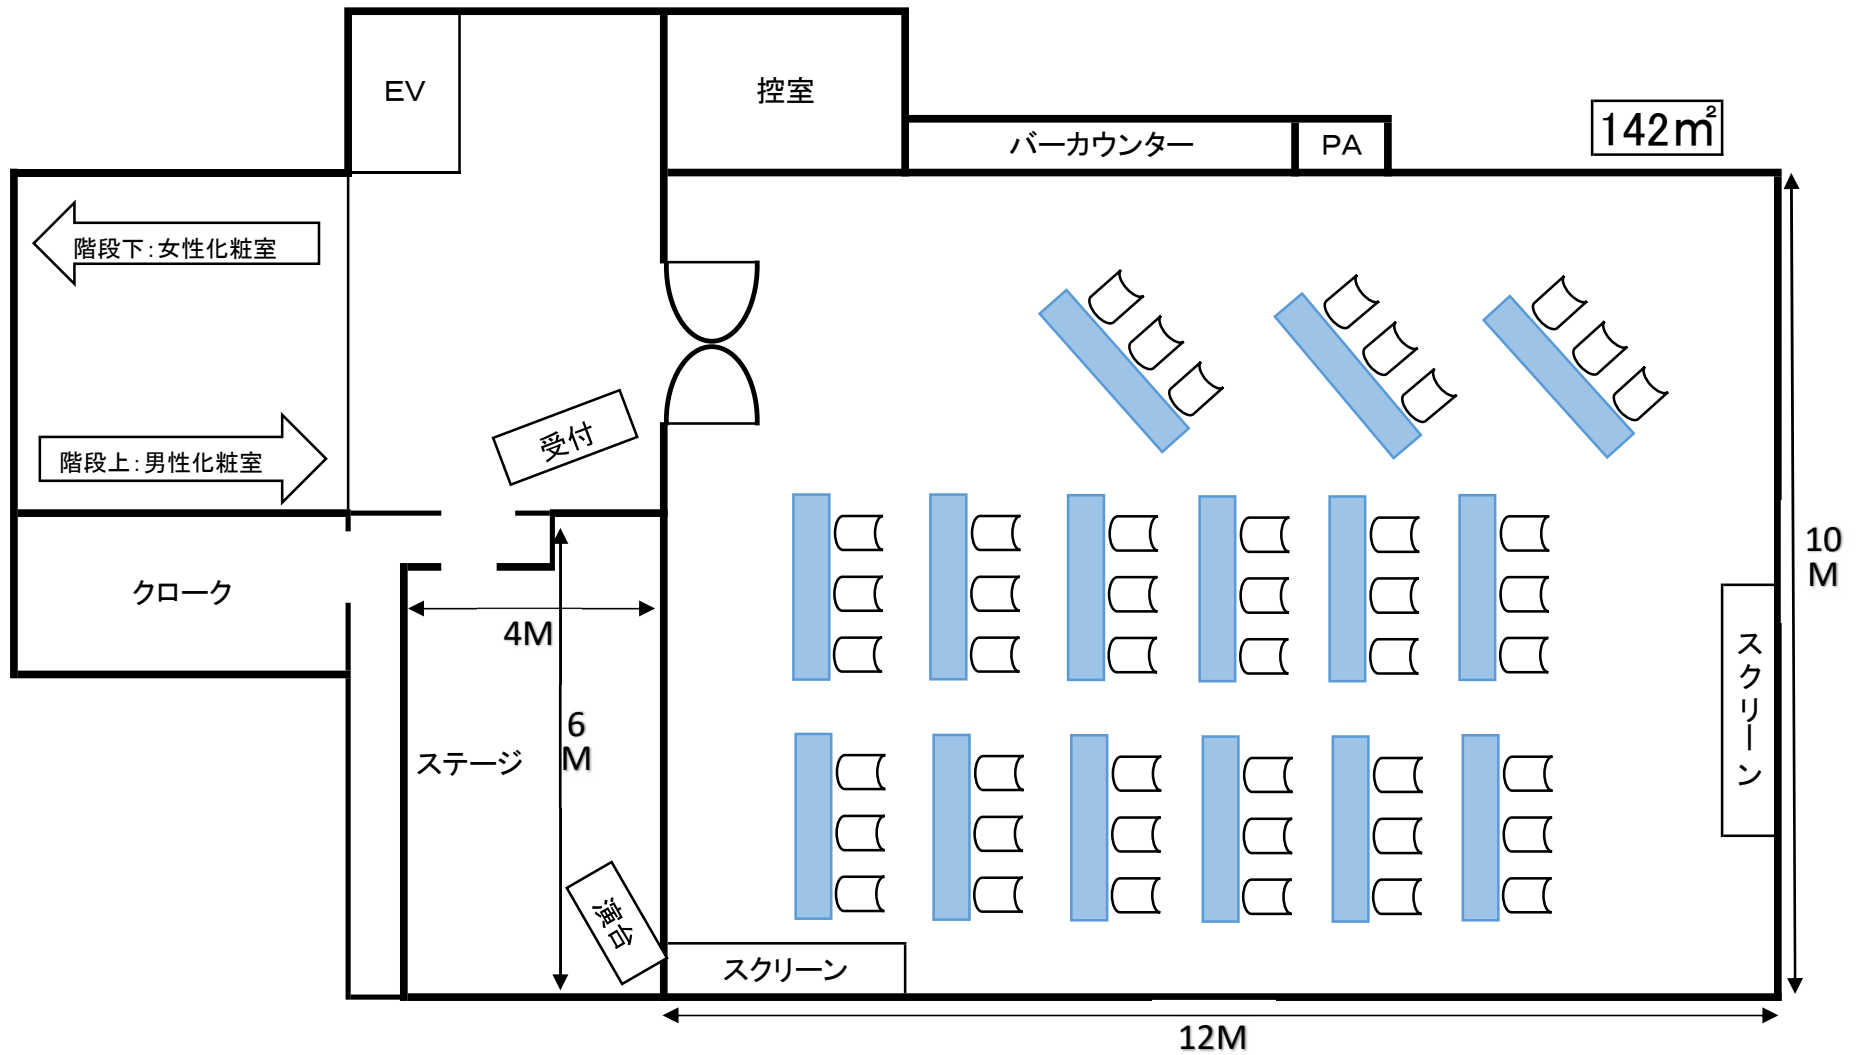 EV
控室
バーカウンター
PA
142㎡
階段下：女性化粧室
階段上：男性化粧室
受付
クローク
4M
6
M
ステージ
演台
スクリーン
スクリーン
10
M
12M